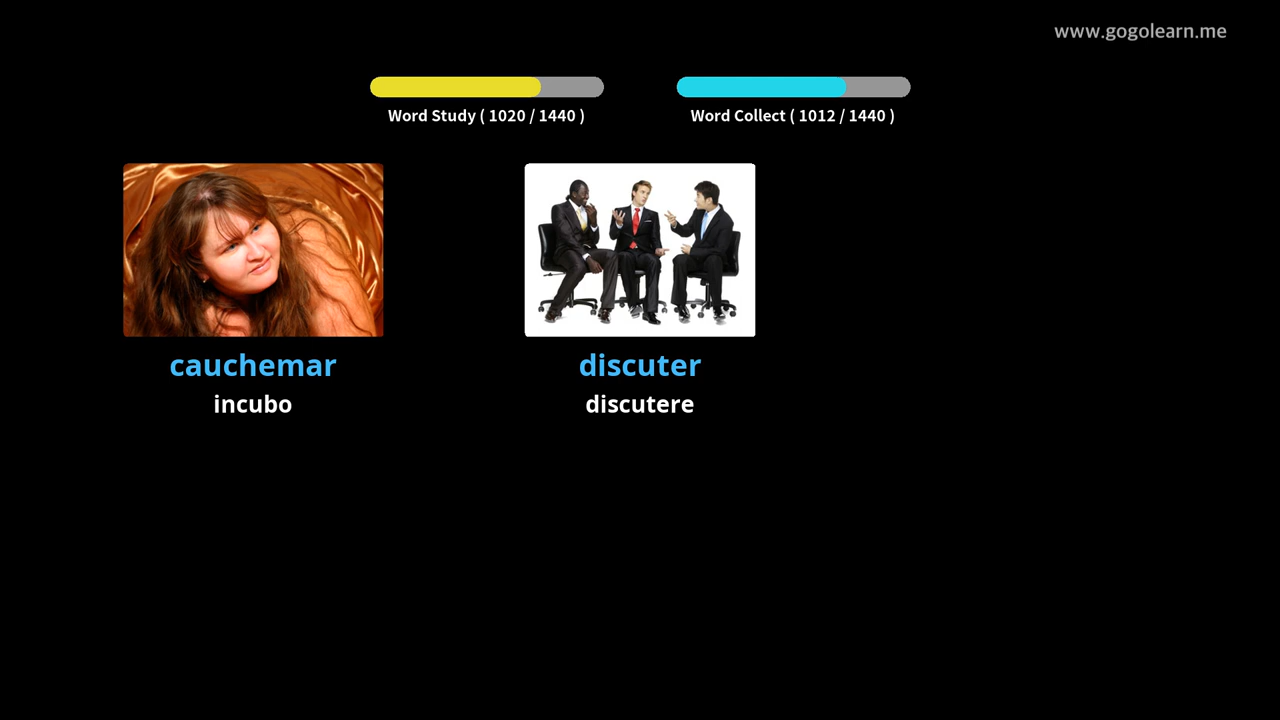 www.gogolearn.me
Word Study ( 1020 / 1440 )
Word Collect ( 1012 / 1440 )
cauchemar
incubo
discuter
discutere